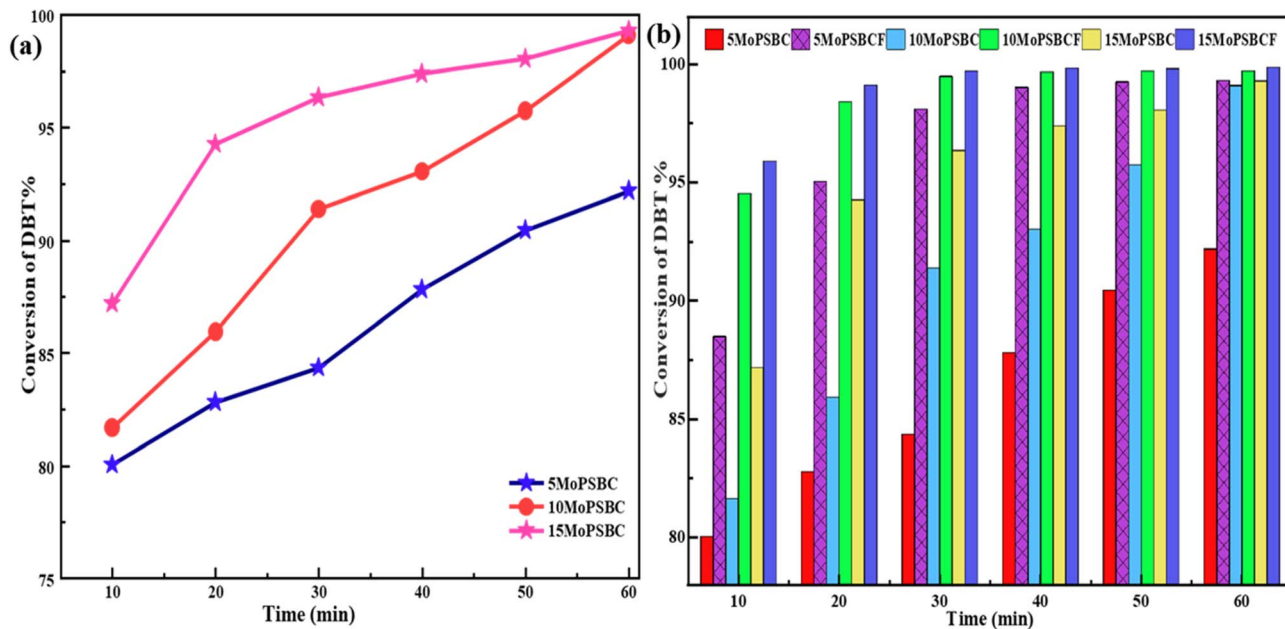 (a)
Conversion of DBT%
100
95
90
85
80
75
10 20 30 40 50 60
Time (min)
5MoPSBC
10MoPSBC
15MoPSBC
(b)
5MoPSBC 5MoPSBCF 10MoPSBC 10MoPSBCF 15MoPSBC 15MoPSBCF
Conversion of DBT %
100
95
90
85
80
10 20 30 40 50 60
Time (min)